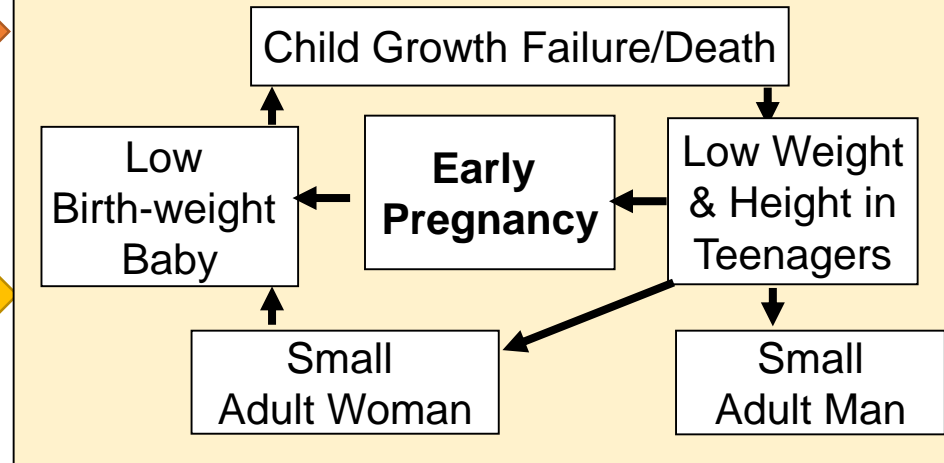 Child Growth Failure/Death
Low
Birth-weight
Baby
Early
Pregnancy
Low Weight
& Height in
Teenagers
Small
Adult Woman
Small
Adult Man